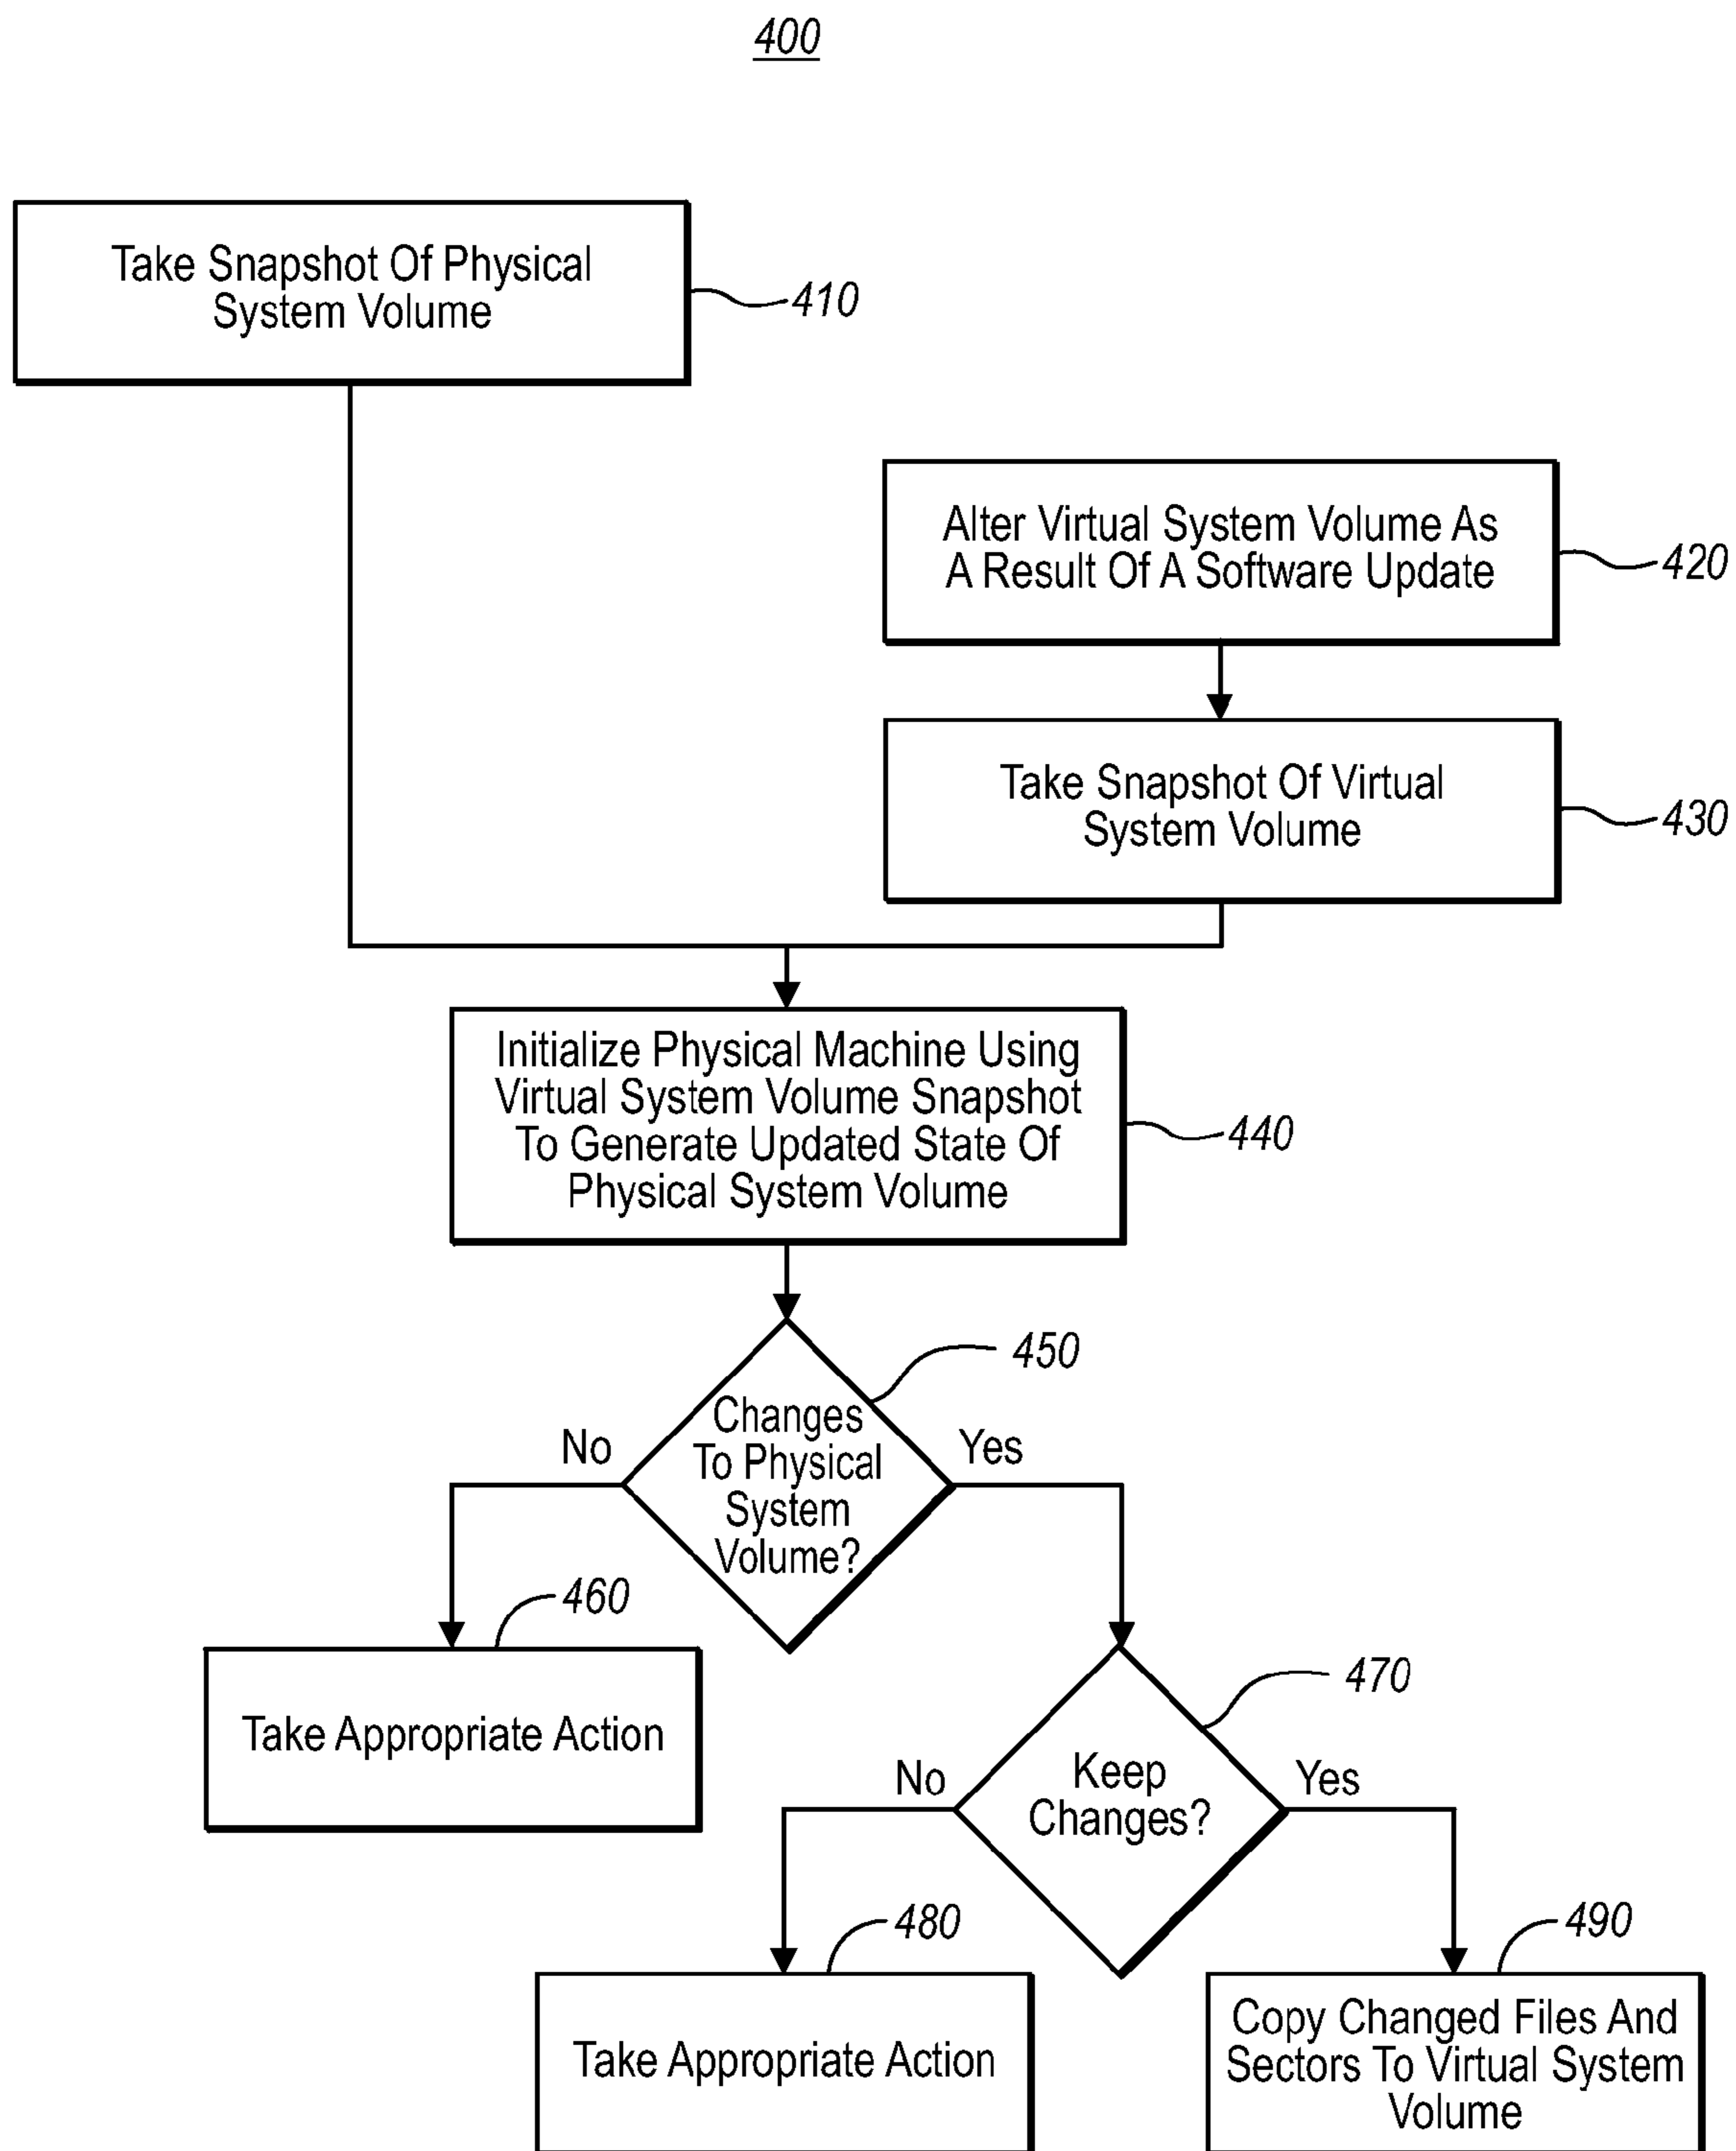 400
Take Snapshot Of Physical
System Volume
410
Alter Virtual System Volume As
A Result Of A Software Update
420
Take Snapshot Of Virtual
System Volume
430
Initialize Physical Machine Using
Virtual System Volume Snapshot
To Generate Updated State Of
Physical System Volume
440
450
Changes
To Physical
System
Volume?
No
Yes
460
Take Appropriate Action
470
Keep
Changes?
No
Yes
480
Take Appropriate Action
490
Copy Changed Files And
Sectors To Virtual System
Volume